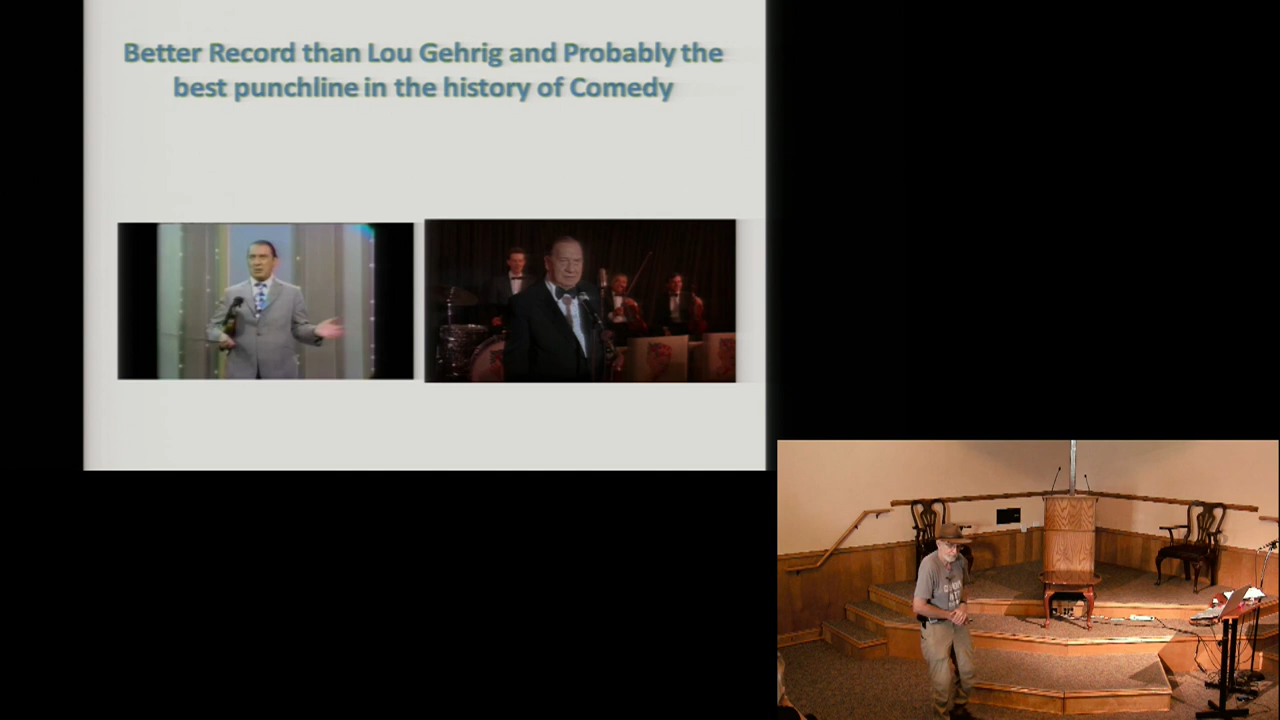 Better Record than Lou Gehrig and Probably the
best punchline in the history of Comedy